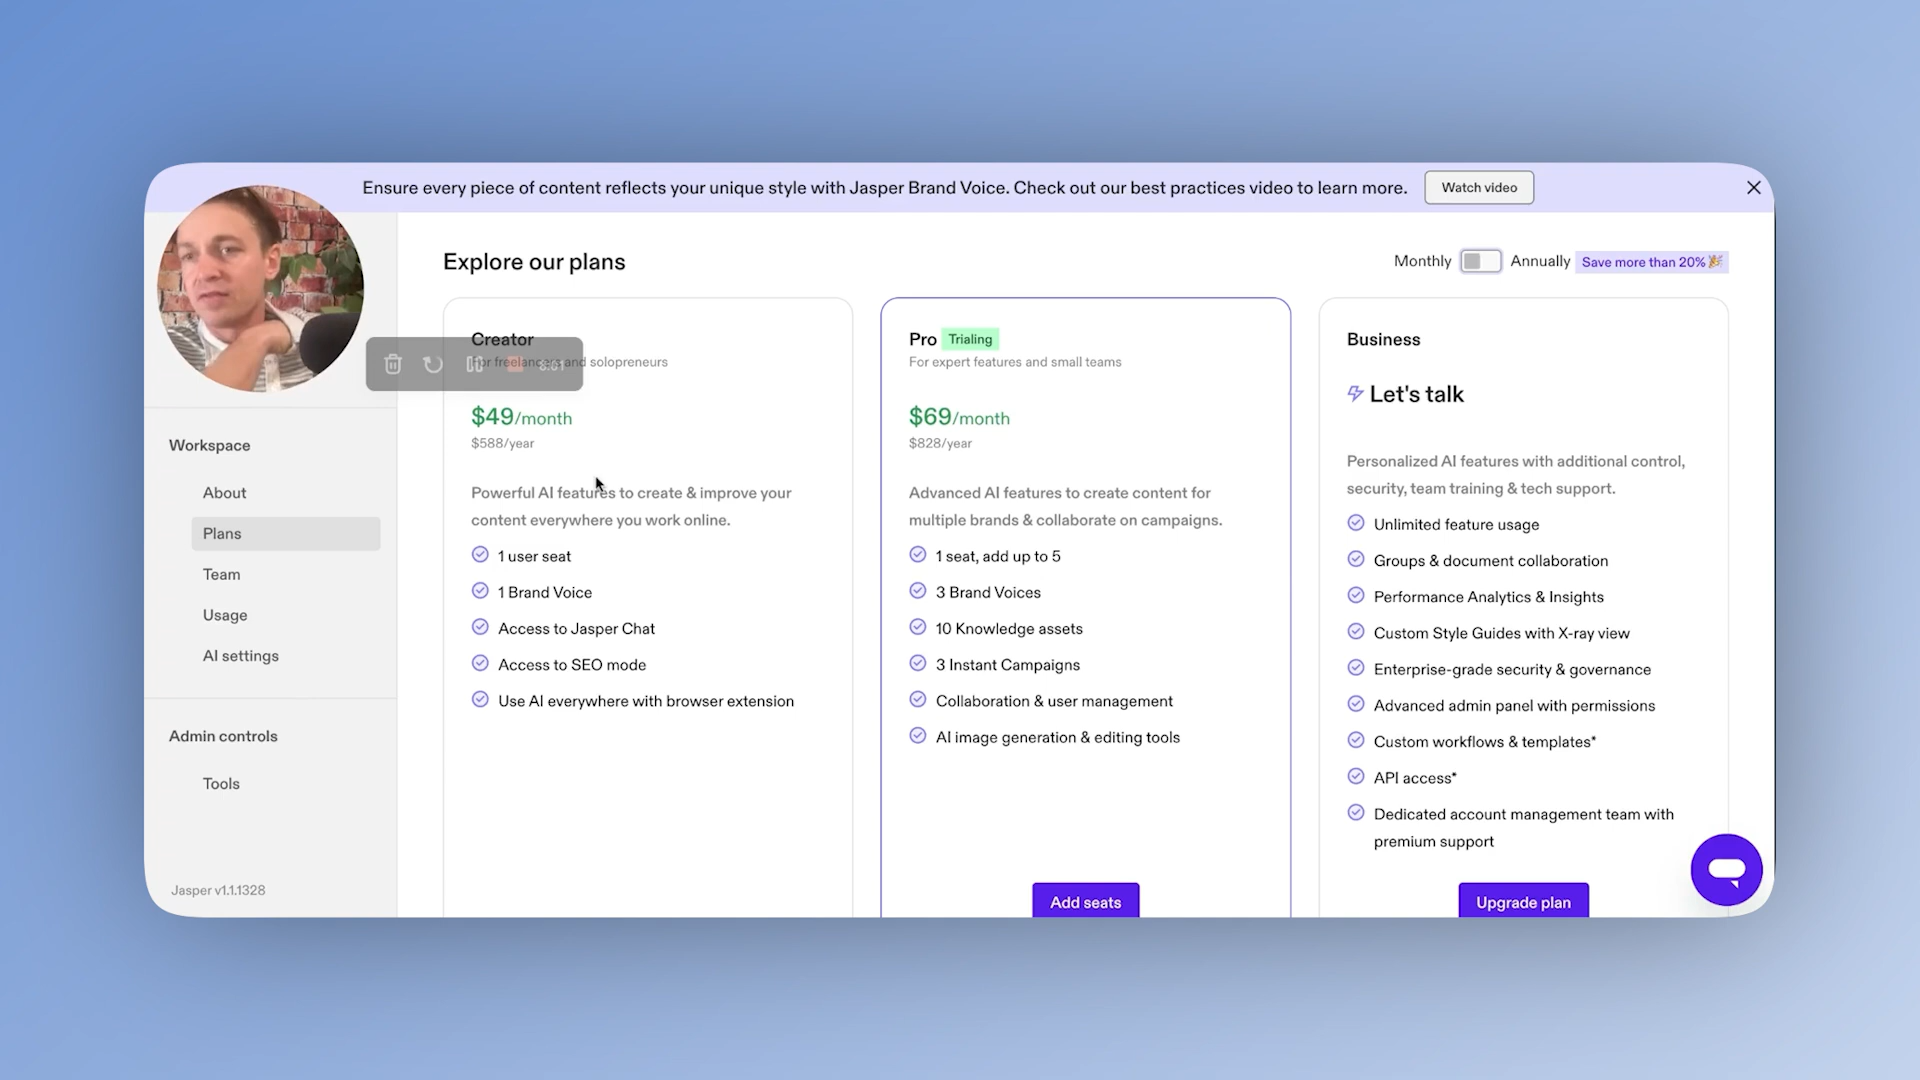 Ensure every piece of content reflects your unique style with Jasper Brand Voice. Check out our best practices video to learn more.
Watch video
Explore our plans
Monthly
Annually
Save more than 20%🎉
Workspace
About
Plans
Team
Usage
AI settings
Admin controls
Tools
Jasper v1.1.1328
Creator
For freelancers and solopreneurs
$49/month
$588/year
Powerful AI features to create & improve your
content everywhere you work online.
1 user seat
1 Brand Voice
Access to Jasper Chat
Access to SEO mode
Use AI everywhere with browser extension
Pro
Trialing
For expert features and small teams
$69/month
$828/year
Advanced AI features to create content for
multiple brands & collaborate on campaigns.
1 seat, add up to 5
3 Brand Voices
10 Knowledge assets
3 Instant Campaigns
Collaboration & user management
AI image generation & editing tools
Add seats
Business
Let's talk
Personalized AI features with additional control,
security, team training & tech support.
Unlimited feature usage
Groups & document collaboration
Performance Analytics & Insights
Custom Style Guides with X-ray view
Enterprise-grade security & governance
Advanced admin panel with permissions
Custom workflows & templates*
API access*
Dedicated account management team with
premium support
Upgrade plan